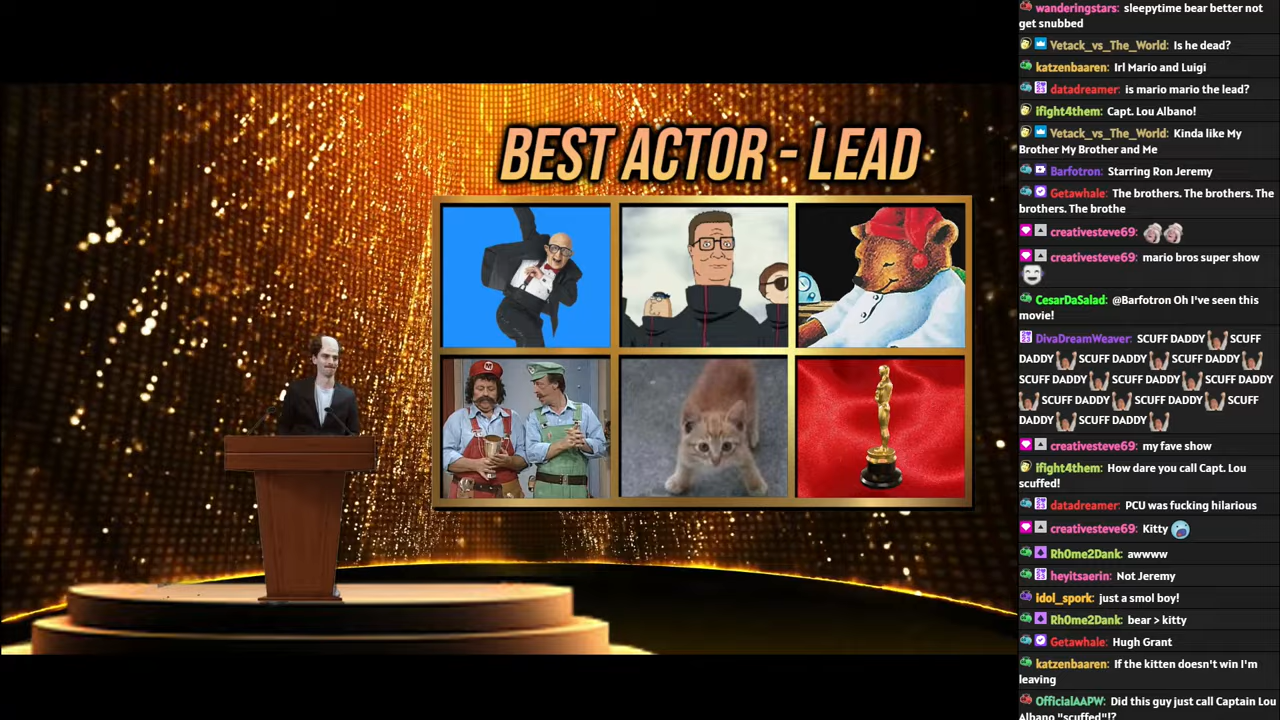 BEST ACTOR - LEAD
wanderingstars: sleepytime bear better not
get snubbed
Vetack_vs_The_World: Is he dead?
katzenbaaren: Irl Mario and Luigi
datadreamer: is mario mario the lead?
ifight4them: Capt. Lou Albano!
Vetack_vs_The_World: Kinda like My
Brother My Brother and Me
Barfotron: Starring Ron Jeremy
Getawhale: The brothers. The brothers. The
brothers. The brothe
creativesteve69:
creativesteve69: mario bros super show
CesarDaSalad: @Barfotron Oh I've seen this
movie!
DivaDreamWeaver: SCUFF DADDY SCUFF
DADDY SCUFF DADDY SCUFF DADDY
SCUFF DADDY SCUFF DADDY SCUFF DADDY
SCUFF DADDY SCUFF DADDY SCUFF
DADDY SCUFF DADDY
creativesteve69: my fave show
ifight4them: How dare you call Capt. Lou
scuffed!
datadreamer: PCU was fucking hilarious
creativesteve69: Kitty
Rh0me2Dank: awwww
heyitsaerin: Not Jeremy
idol_spork: just a smol boy!
Rh0me2Dank: bear > kitty
Getawhale: Hugh Grant
katzenbaaren: If the kitten doesn't win I'm
leaving
OfficialAAPW: Did this guy just call Captain Lou
Albano "scuffed"!?